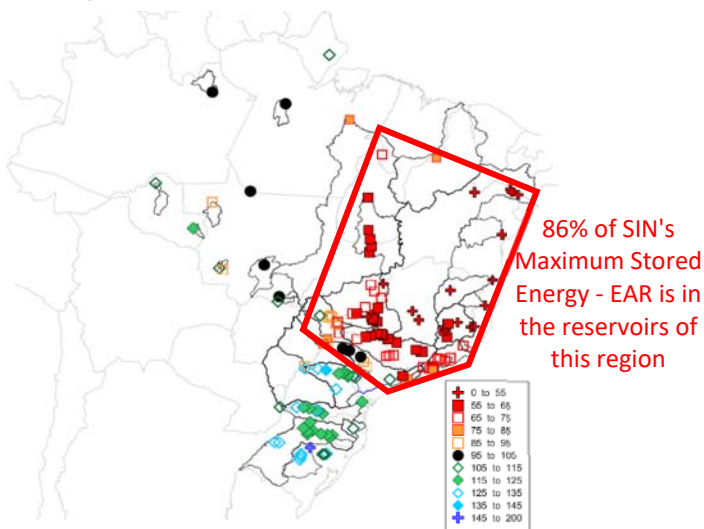 86% of SIN's
Maximum Stored
Energy - EAR is in
the reservoirs of
this region
0 to 55
55 to 65
65 to 75
75 to 85
85 to 95
95 to 105
105 to 115
115 to 125
125 to 135
135 to 145
145 to 200